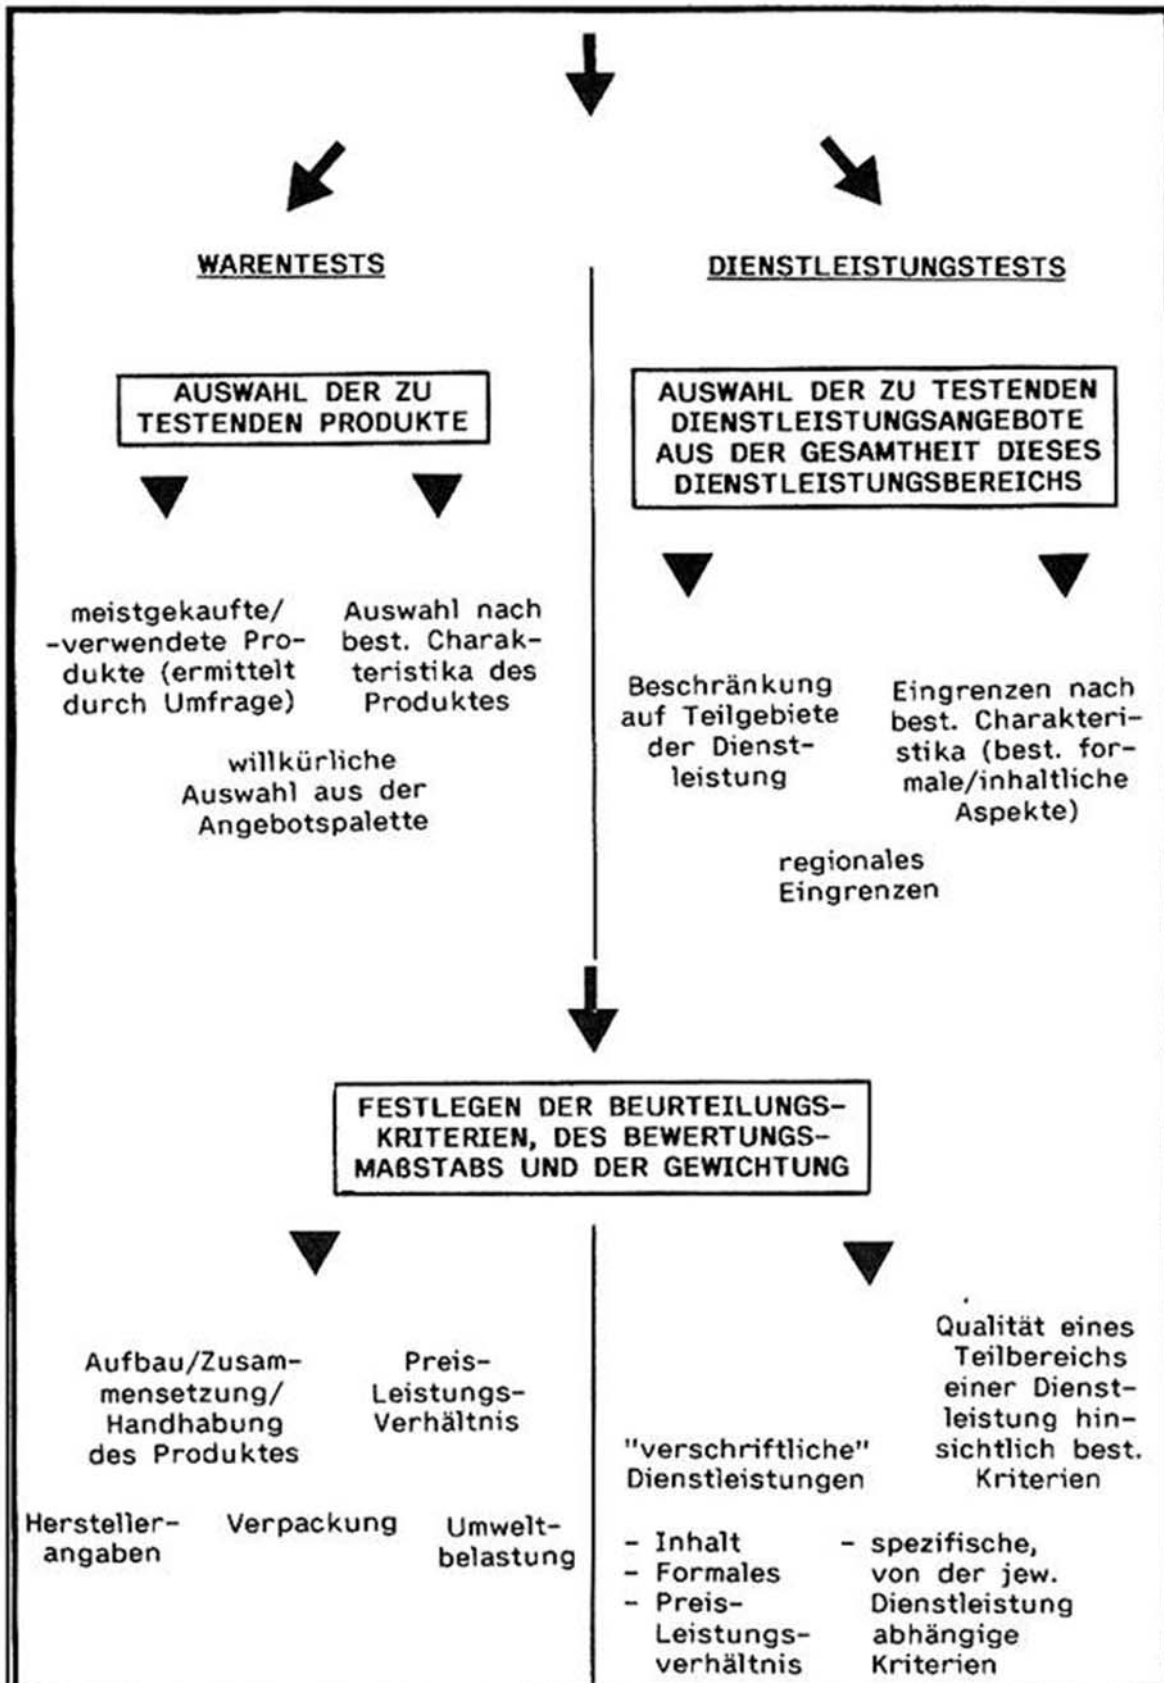 WARENTESTS
AUSWAHL DER ZU
TESTENDEN PRODUKTE
meistgekaufte/
-verwendete Pro-
dukte (ermittelt
durch Umfrage)
Auswahl nach
best. Charak-
teristika des
Produktes
willkürliche
Auswahl aus der
Angebotspalette
DIENSTLEISTUNGSTESTS
AUSWAHL DER ZU TESTENDEN
DIENSTLEISTUNGSANGEBOTE
AUS DER GESAMTHEIT DIESES
DIENSTLEISTUNGSBEREICHS
Beschränkung
auf Teilgebiete
der Dienst-
leistung
Eingrenzen nach
best. Charakteri-
stika (best. for-
male/inhaltliche
Aspekte)
regionales
Eingrenzen
FESTLEGEN DER BEURTEILUNGS-
KRITERIEN, DES BEWERTUNGS-
MAßSTABS UND DER GEWICHTUNG
Aufbau/Zusam-
mensetzung/
Handhabung
des Produktes
Preis-
Leistungs-
Verhältnis
Hersteller-
angaben
Verpackung
Umwelt-
belastung
"verschriftliche"
Dienstleistungen
- Inhalt
- Formales
- Preis-
Leistungs-
verhältnis
Qualität eines
Teilbereichs
einer Dienst-
leistung hin-
sichtlich best.
Kriterien
- spezifische,
von der jew.
Dienstleistung
abhängige
Kriterien